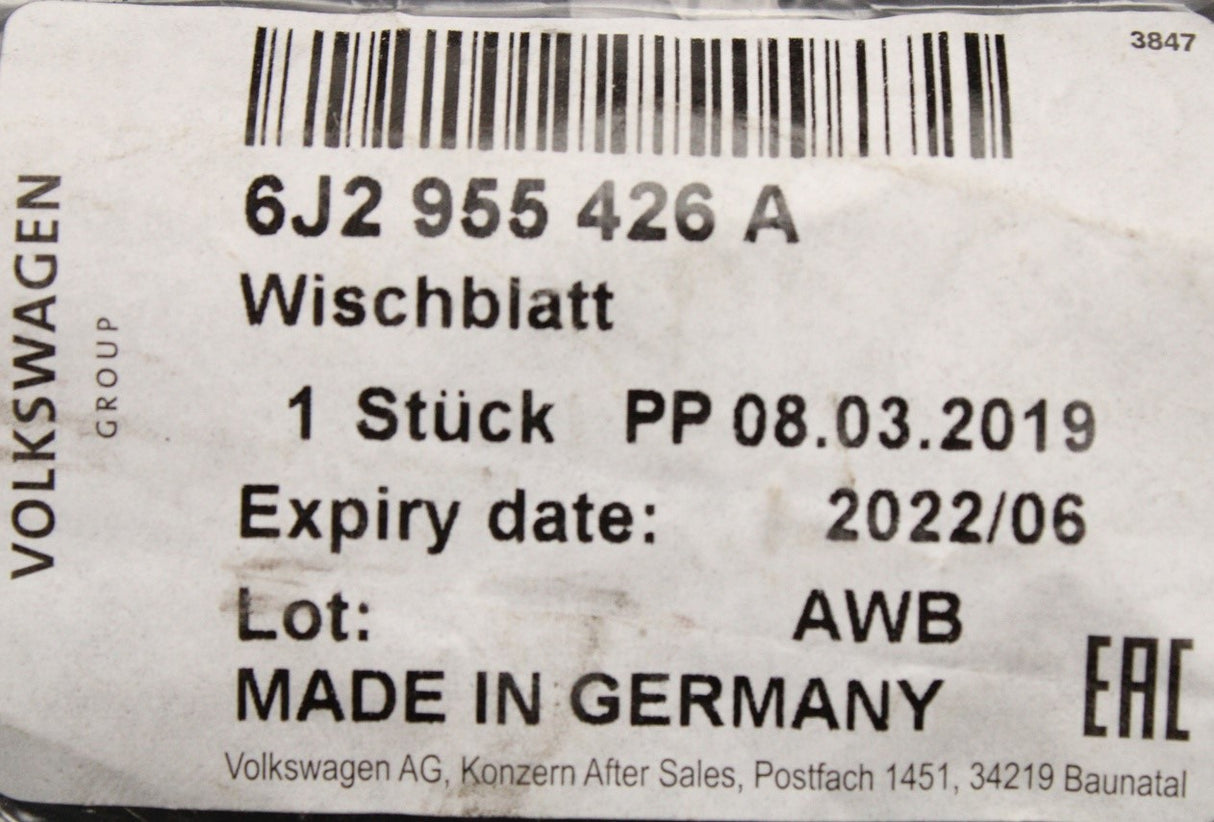 3847
VOLKSWAGEN
GROUP
6J2 955 426 A
Wischblatt
1 Stück PP 08.03.2019
Expiry date: 2022/06
Lot: AWB
MADE IN GERMANY
EAC
Volkswagen AG, Konzern After Sales, Postfach 1451, 34219 Baunatal